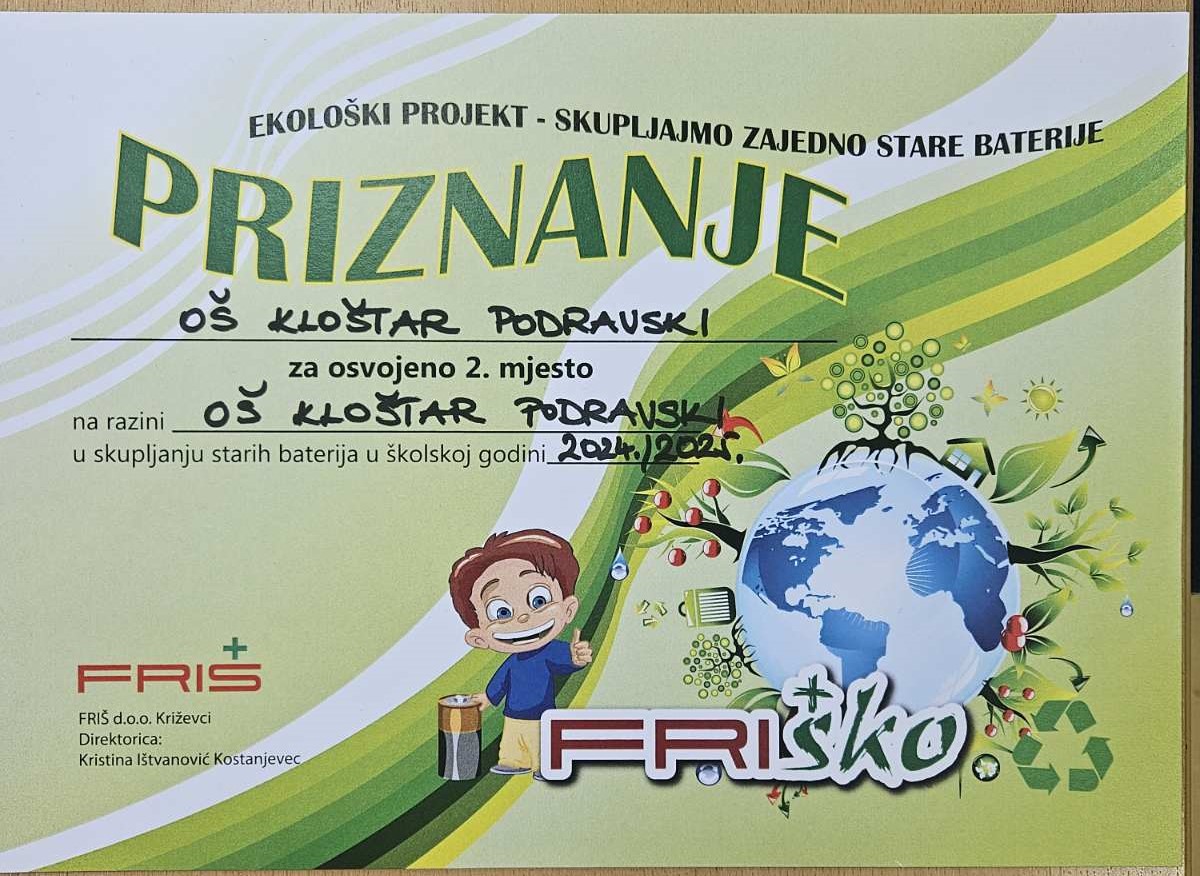 EKOLOŠKI PROJEKT - SKUPLJAJMO ZAJEDNO STARE BATERIJE
PRIZNANJE
OŠ KLOŠTAR PODRAVSKI
za osvojeno 2. mjesto
na razini OŠ KLOŠTAR PODRAVSKI
u skupljanju starih baterija u školskoj godini 2024./2025.
FRIŠ
FRIŠ d.o.o. Križevci
Direktorica:
Kristina Ištvanović Kostanjevec
FRIško